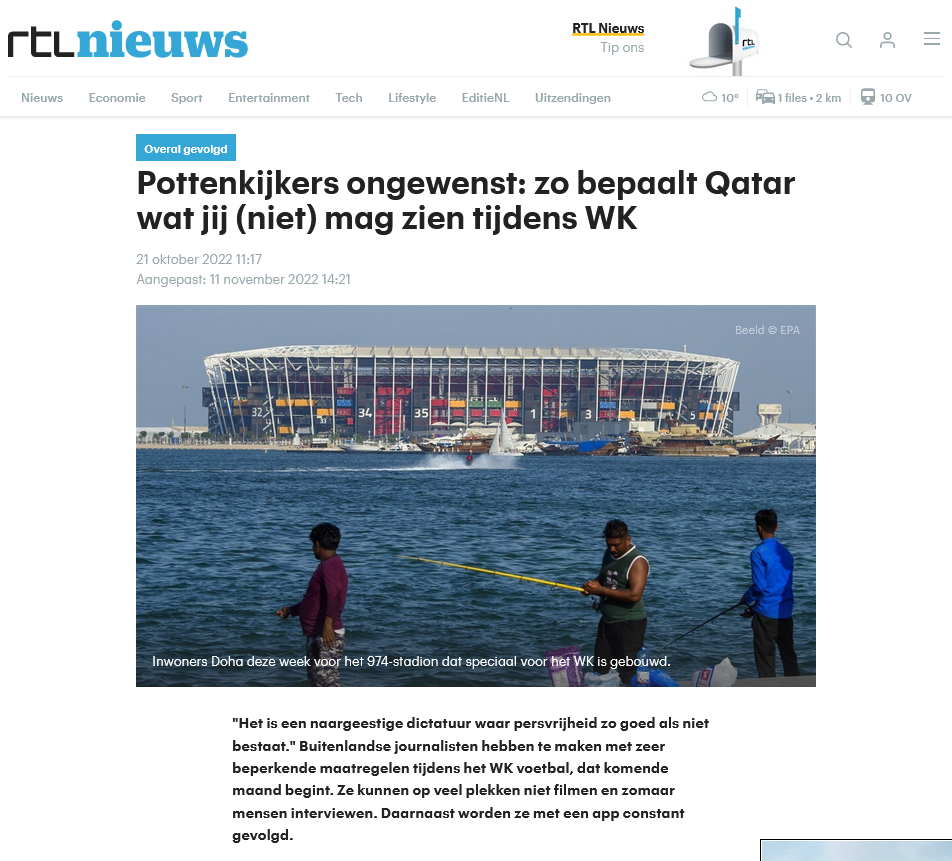 rtlnieuws
RTL Nieuws
Tip ons
rtl
Nieuws Economie Sport Entertainment Tech Lifestyle EditieNL Uitzendingen 10° 1 files • 2 km 10 OV
Overal gevolgd
Pottenkijkers ongewenst: zo bepaalt Qatar
wat jij (niet) mag zien tijdens WK
21 oktober 2022 11:17
Aangepast: 11 november 2022 14:21
Beeld © EPA
32 33 34 35 1 3 5
Inwoners Doha deze week voor het 974-stadion dat speciaal voor het WK is gebouwd.
"Het is een naargeestige dictatuur waar persvrijheid zo goed als niet
bestaat." Buitenlandse journalisten hebben te maken met zeer
beperkende maatregelen tijdens het WK voetbal, dat komende
maand begint. Ze kunnen op veel plekken niet filmen en zomaar
mensen interviewen. Daarnaast worden ze met een app constant
gevolgd.